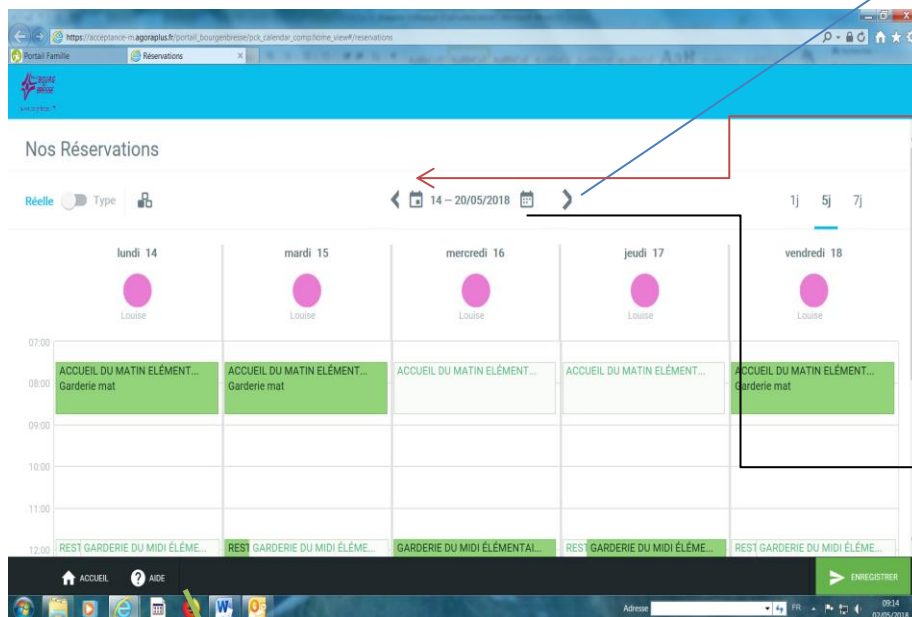 https://acceptance-m.agoraplus.fr/portail_bourgenbresse/pck_calendar_comp.home_view#/reservations
Portail Famille Réservations
BOURG
BRESSE
Nos Réservations
Réelle Type 14 – 20/05/2018 1j 5j 7j
lundi 14 mardi 15 mercredi 16 jeudi 17 vendredi 18
Louise Louise Louise Louise Louise
07:00
ACCUEIL DU MATIN ELÉMENT... ACCUEIL DU MATIN ELÉMENT... ACCUEIL DU MATIN ELÉMENT... ACCUEIL DU MATIN ELÉMENT... ACCUEIL DU MATIN ELÉMENT...
08:00 Garderie mat Garderie mat Garderie mat
09:00
10:00
11:00
12:00 REST GARDERIE DU MIDI ÉLÉME... REST GARDERIE DU MIDI ÉLÉME... GARDERIE DU MIDI ÉLÉMENTAI... REST GARDERIE DU MIDI ÉLÉME... REST GARDERIE DU MIDI ÉLÉME...
ACCUEIL ? AIDE ENREGISTRER
Adresse FR 09:14
02/05/2018